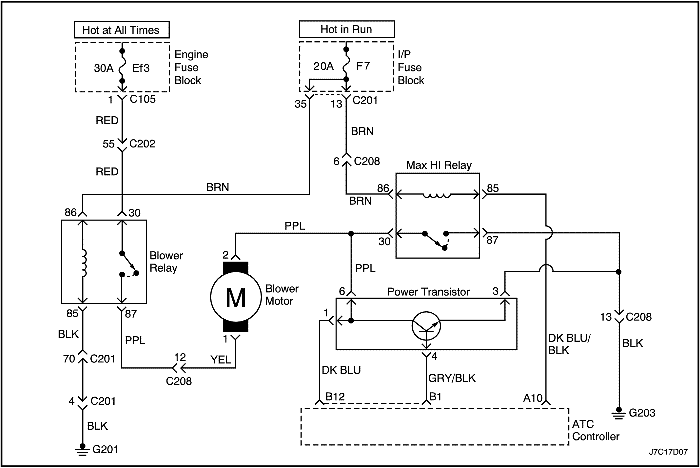 Hot at All Times
Hot in Run
30A Ef3
Engine
Fuse
Block
20A F7
I/P
Fuse
Block
1 C105
35
13 C201
RED
BRN
55 C202
6 C208
Max HI Relay
RED
BRN
BRN
86
85
86
30
PPL
30
87
Blower
Relay
2
PPL
M
Blower
Motor
6
Power Transistor
3
1
85
87
1
13 C208
BLK
PPL
4
DK BLU/
BLK
BLK
70 C201
12
C208
YEL
DK BLU
GRY/BLK
4 C201
B12
B1
A10
G203
BLK
ATC
Controller
G201
J7C17D07